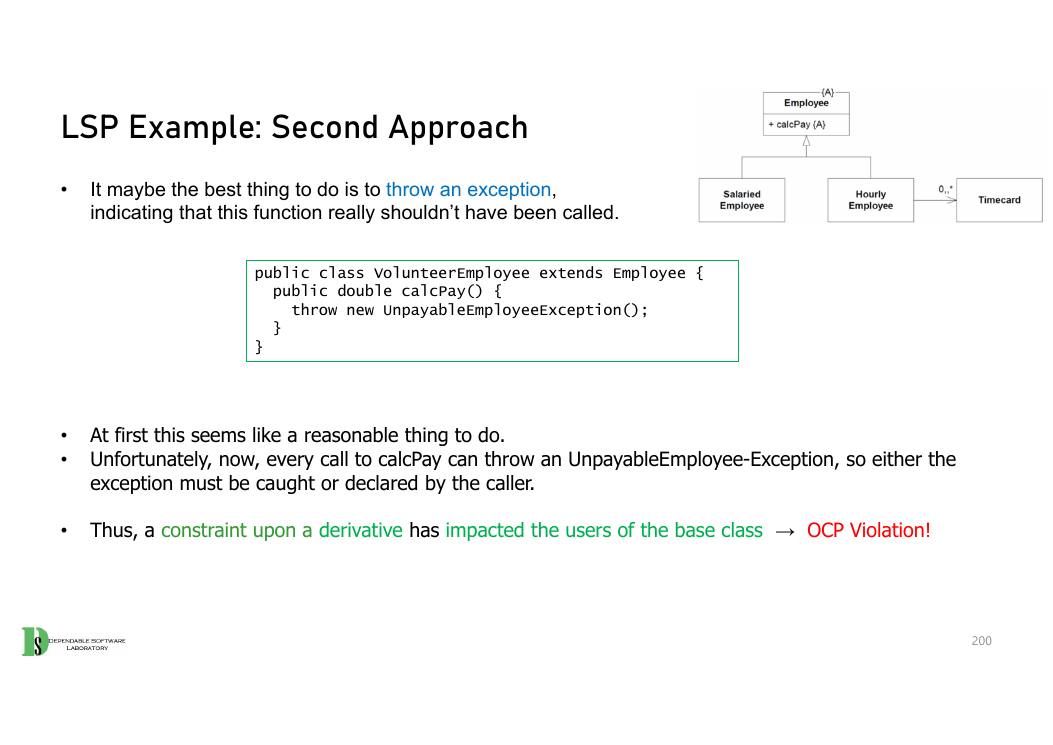 LSP Example: Second Approach
{A}
Employee
+ calcPay {A}
Salaried
Employee
Hourly
Employee
0,,*
Timecard
• It maybe the best thing to do is to throw an exception,
indicating that this function really shouldn't have been called.
public class VolunteerEmployee extends Employee {
  public double calcPay() {
    throw new UnpayableEmployeeException();
  }
}
• At first this seems like a reasonable thing to do.
• Unfortunately, now, every call to calcPay can throw an UnpayableEmployee-Exception, so either the
exception must be caught or declared by the caller.
• Thus, a constraint upon a derivative has impacted the users of the base class → OCP Violation!
DS
DEPENDABLE SOFTWARE
LABORATORY
200